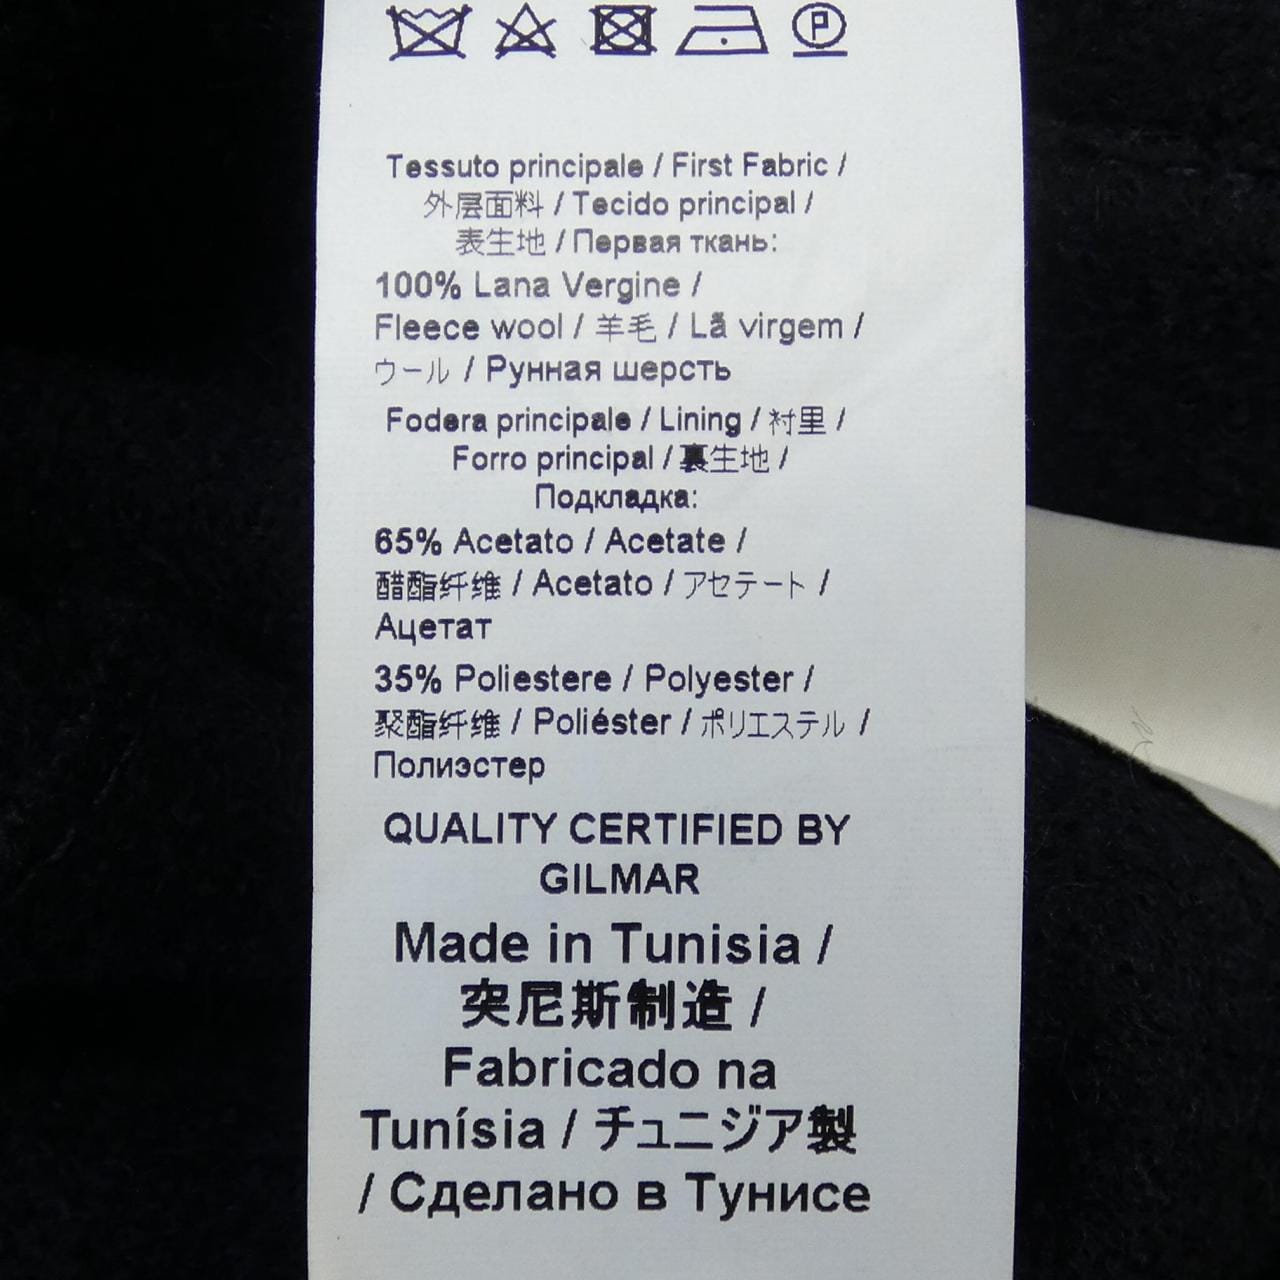 Tessuto principale / First Fabric /
外层面料 / Tecido principal /
表生地 / Первая ткань:
100% Lana Vergine /
Fleece wool / 羊毛 / Lã virgem /
ウール / Рунная шерсть
Fodera principale / Lining / 衬里 /
Forro principal / 裏生地 /
Подкладка:
65% Acetato / Acetate /
醋酯纤维 / Acetato / アセテート /
Ацетат
35% Poliestere / Polyester /
聚酯纤维 / Poliéster / ポリエステル /
Полиэстер
QUALITY CERTIFIED BY
GILMAR
Made in Tunisia /
突尼斯制造 /
Fabricado na
Tunísia / チュニジア製
/ Сделано в Тунисе